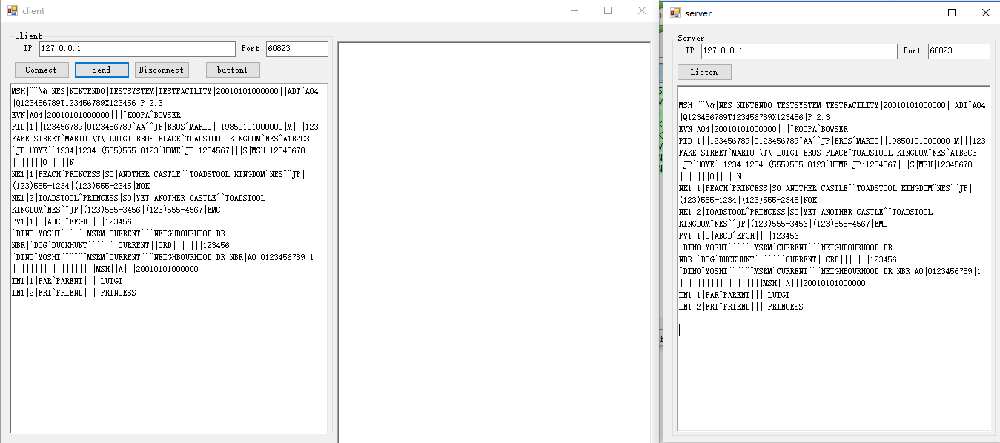 client
Client
IP 127.0.0.1 Port 60823
Connect Send Disconnect button1
MSH|^~\&|NES|NINTENDO|TESTSYSTEM|TESTFACILITY|20010101000000||ADT^A04
|Q123456789T123456789X123456|P|2.3
EVN|A04|20010101000000|||^KOOPA^BOWSER
PID|1||123456789|0123456789^AA^^JP|BROS^MARIO||19850101000000|M|||123
FAKE STREET^MARIO \T\ LUIGI BROS PLACE^TOADSTOOL KINGDOM^NES^A1B2C3
^JP^HOME^^1234|1234|(555)555-0123^HOME^JP:1234567|||S|MSH|12345678
|||||||0|||||N
NK1|1|PEACH^PRINCESS|SO|ANOTHER CASTLE^^TOADSTOOL KINGDOM^NES^^JP|
(123)555-1234|(123)555-2345|NOK
NK1|2|TOADSTOOL^PRINCESS|SO|YET ANOTHER CASTLE^^TOADSTOOL
KINGDOM^NES^^JP|(123)555-3456|(123)555-4567|EMC
PV1|1|O|ABCD^EFGH||||123456
^DINO^YOSHI^^^^^^MSRM^CURRENT^^^NEIGHBOURHOOD DR
NBR|^DOG^DUCKHUNT^^^^^^^CURRENT||CRD|||||||123456
^DINO^YOSHI^^^^^^MSRM^CURRENT^^^NEIGHBOURHOOD DR NBR|AO|0123456789|1
||||||||||||||||||MSH||A|||20010101000000
IN1|1|PAR^PARENT||||LUIGI
IN1|2|FRI^FRIEND||||PRINCESS
server
Server
IP 127.0.0.1 Port 60823
Listen
MSH|^~\&|NES|NINTENDO|TESTSYSTEM|TESTFACILITY|20010101000000||ADT^A04
|Q123456789T123456789X123456|P|2.3
EVN|A04|20010101000000|||^KOOPA^BOWSER
PID|1||123456789|0123456789^AA^^JP|BROS^MARIO||19850101000000|M|||123
FAKE STREET^MARIO \T\ LUIGI BROS PLACE^TOADSTOOL KINGDOM^NES^A1B2C3
^JP^HOME^^1234|1234|(555)555-0123^HOME^JP:1234567|||S|MSH|12345678
|||||||0|||||N
NK1|1|PEACH^PRINCESS|SO|ANOTHER CASTLE^^TOADSTOOL KINGDOM^NES^^JP|
(123)555-1234|(123)555-2345|NOK
NK1|2|TOADSTOOL^PRINCESS|SO|YET ANOTHER CASTLE^^TOADSTOOL
KINGDOM^NES^^JP|(123)555-3456|(123)555-4567|EMC
PV1|1|O|ABCD^EFGH||||123456
^DINO^YOSHI^^^^^^MSRM^CURRENT^^^NEIGHBOURHOOD DR
NBR|^DOG^DUCKHUNT^^^^^^^CURRENT||CRD|||||||123456
^DINO^YOSHI^^^^^^MSRM^CURRENT^^^NEIGHBOURHOOD DR NBR|AO|0123456789|1
||||||||||||||||||MSH||A|||20010101000000
IN1|1|PAR^PARENT||||LUIGI
IN1|2|FRI^FRIEND||||PRINCESS